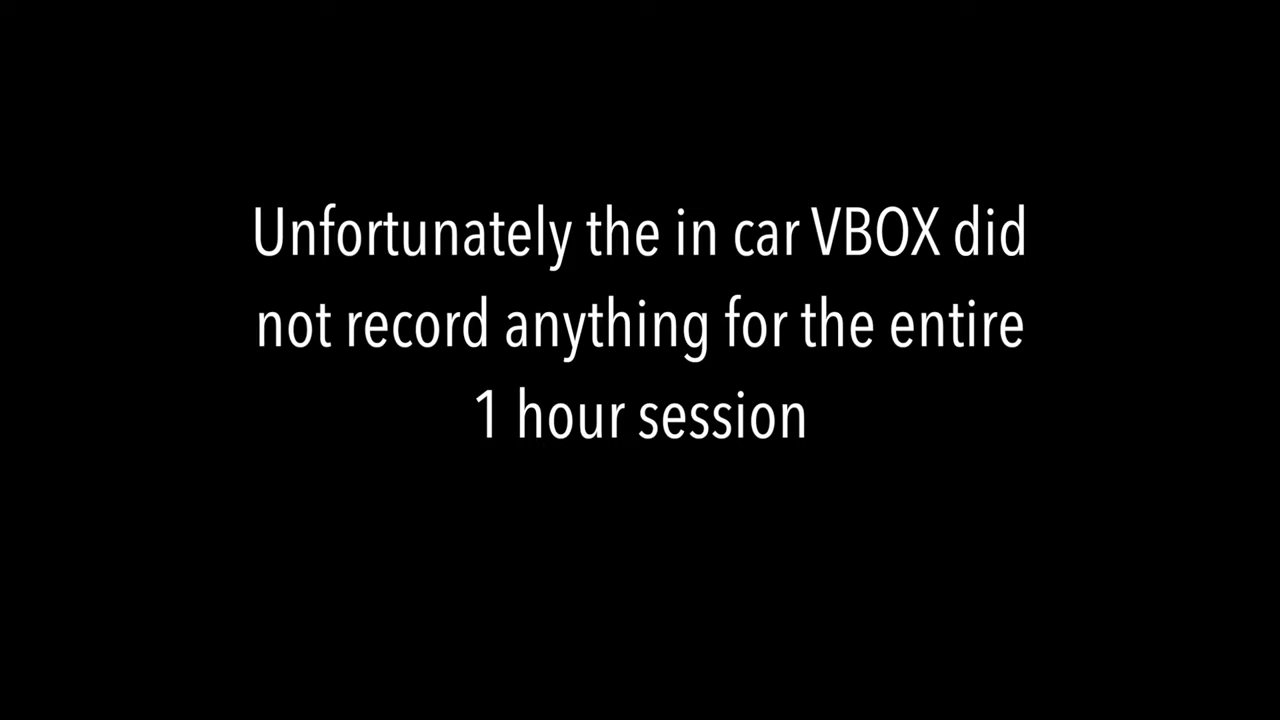 Unfortunately the in car VBOX did
not record anything for the entire
1 hour session